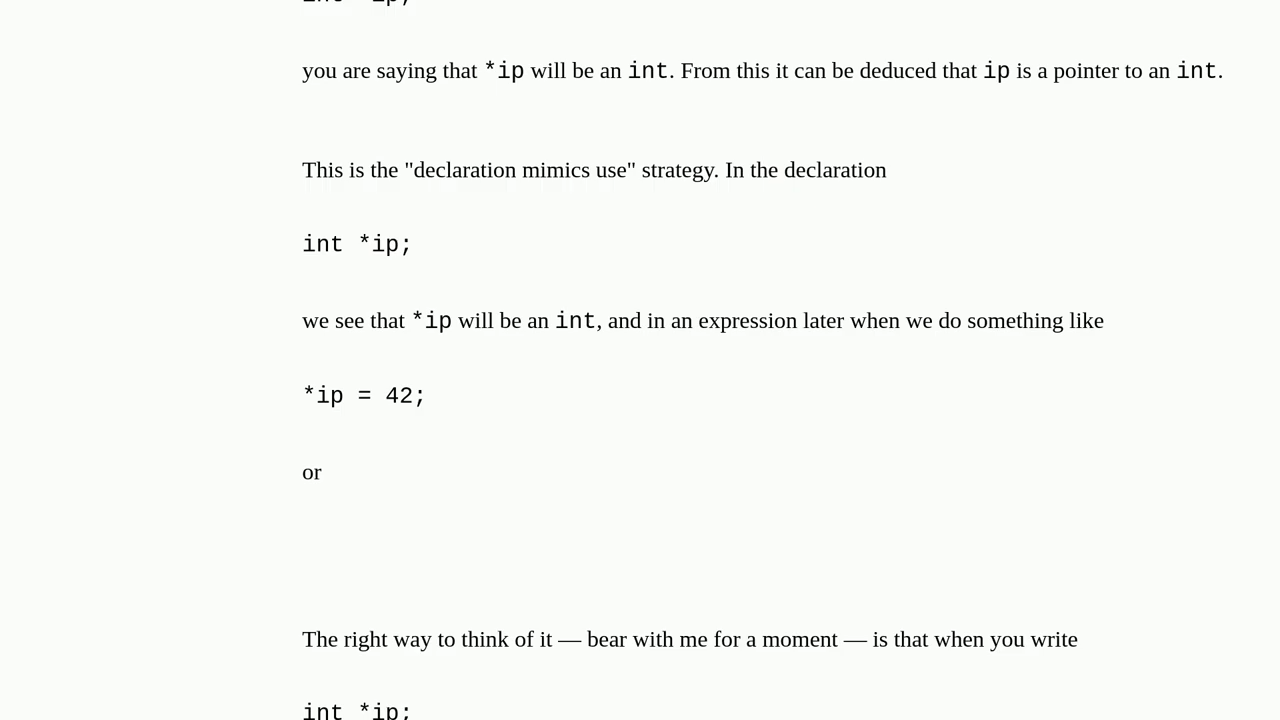 int *ip;
you are saying that *ip will be an int. From this it can be deduced that ip is a pointer to an int.
This is the "declaration mimics use" strategy. In the declaration
int *ip;
we see that *ip will be an int, and in an expression later when we do something like
*ip = 42;
or
The right way to think of it — bear with me for a moment — is that when you write
int *ip;